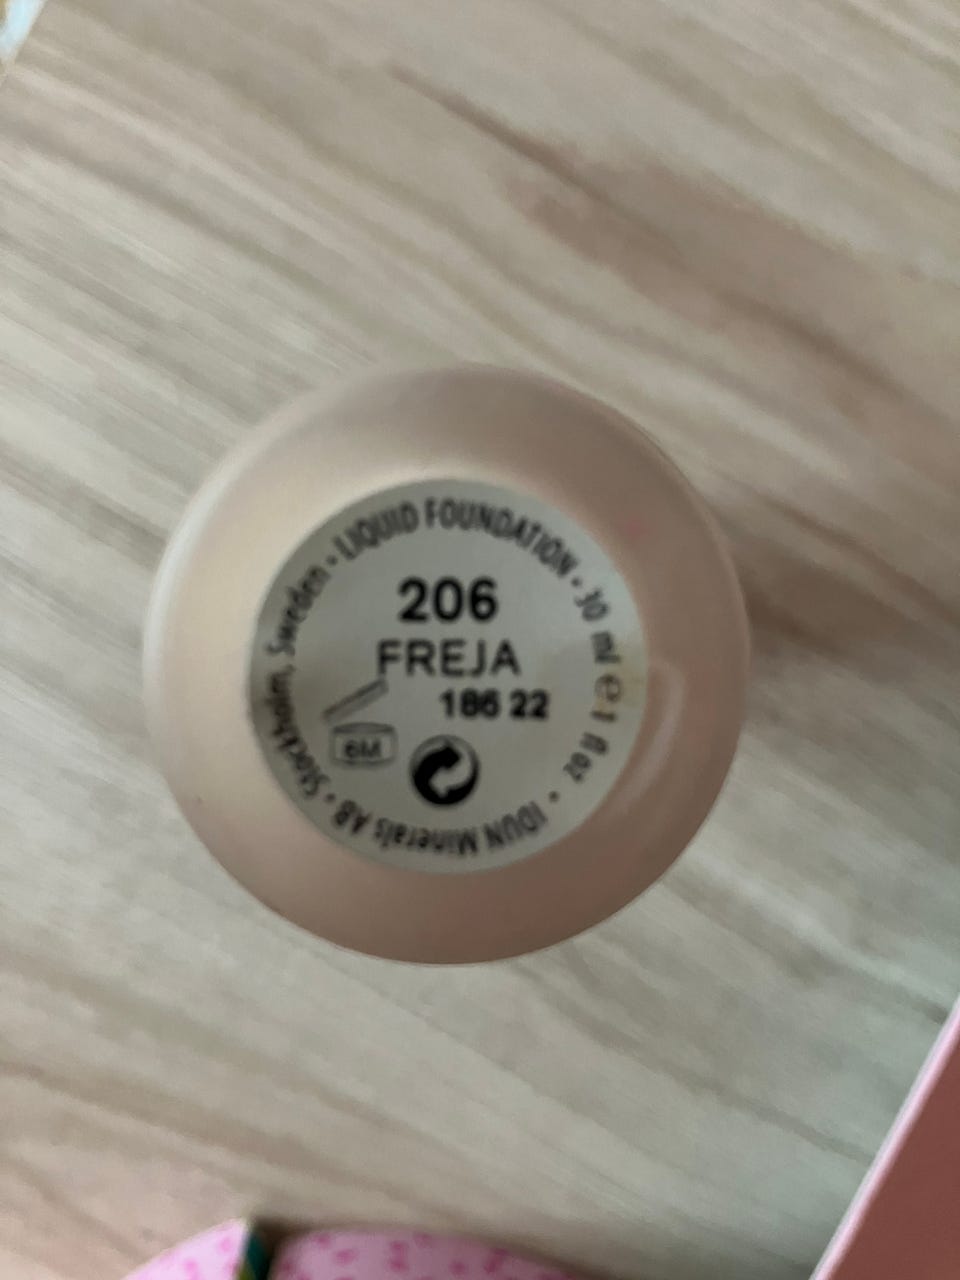 LIQUID FOUNDATION • 30 ml ℮ 1 fl oz • IDUN Minerals AB • Stockholm, Sweden •
206
FREJA
186 22
6M